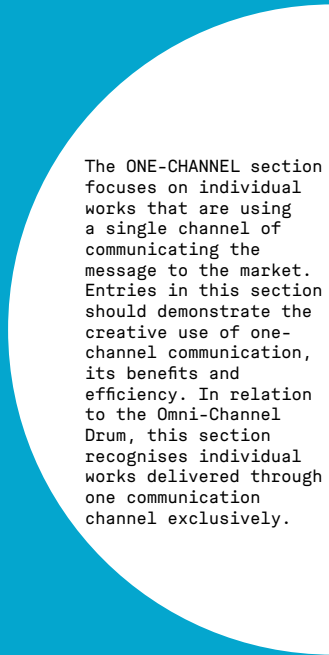 The ONE-CHANNEL section
focuses on individual
works that are using
a single channel of
communicating the
message to the market.
Entries in this section
should demonstrate the
creative use of one-
channel communication,
its benefits and
efficiency. In relation
to the Omni-Channel
Drum, this section
recognises individual
works delivered through
one communication
channel exclusively.